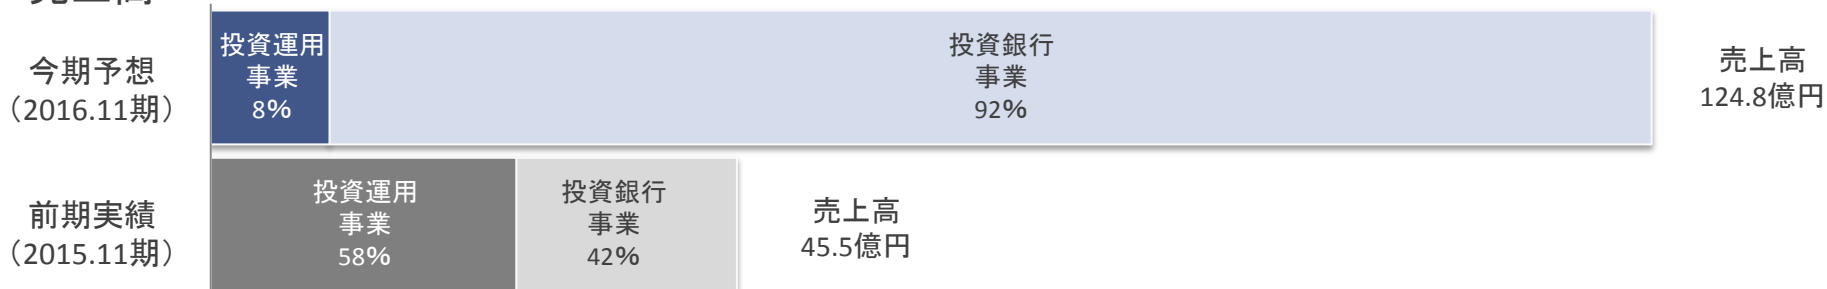 今期予想
（2016.11期）
投資運用
事業
8%
投資銀行
事業
92%
売上高
124.8億円
前期実績
（2015.11期）
投資運用
事業
58%
投資銀行
事業
42%
売上高
45.5億円